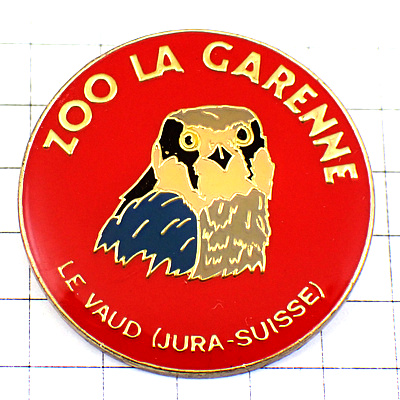 ZOO LA GARENNE
LE VAUD (JURA-SUISSE)